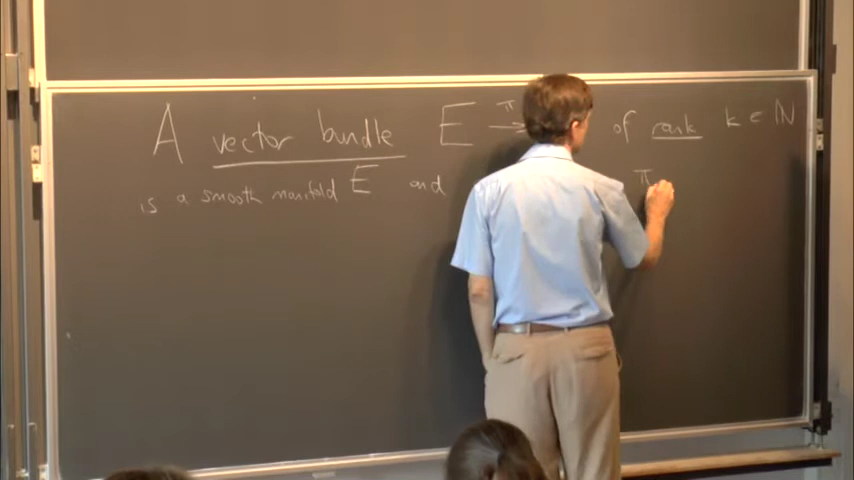 A vector bundle E π → of rank k ∈ ℕ
is a smooth manifold E and π